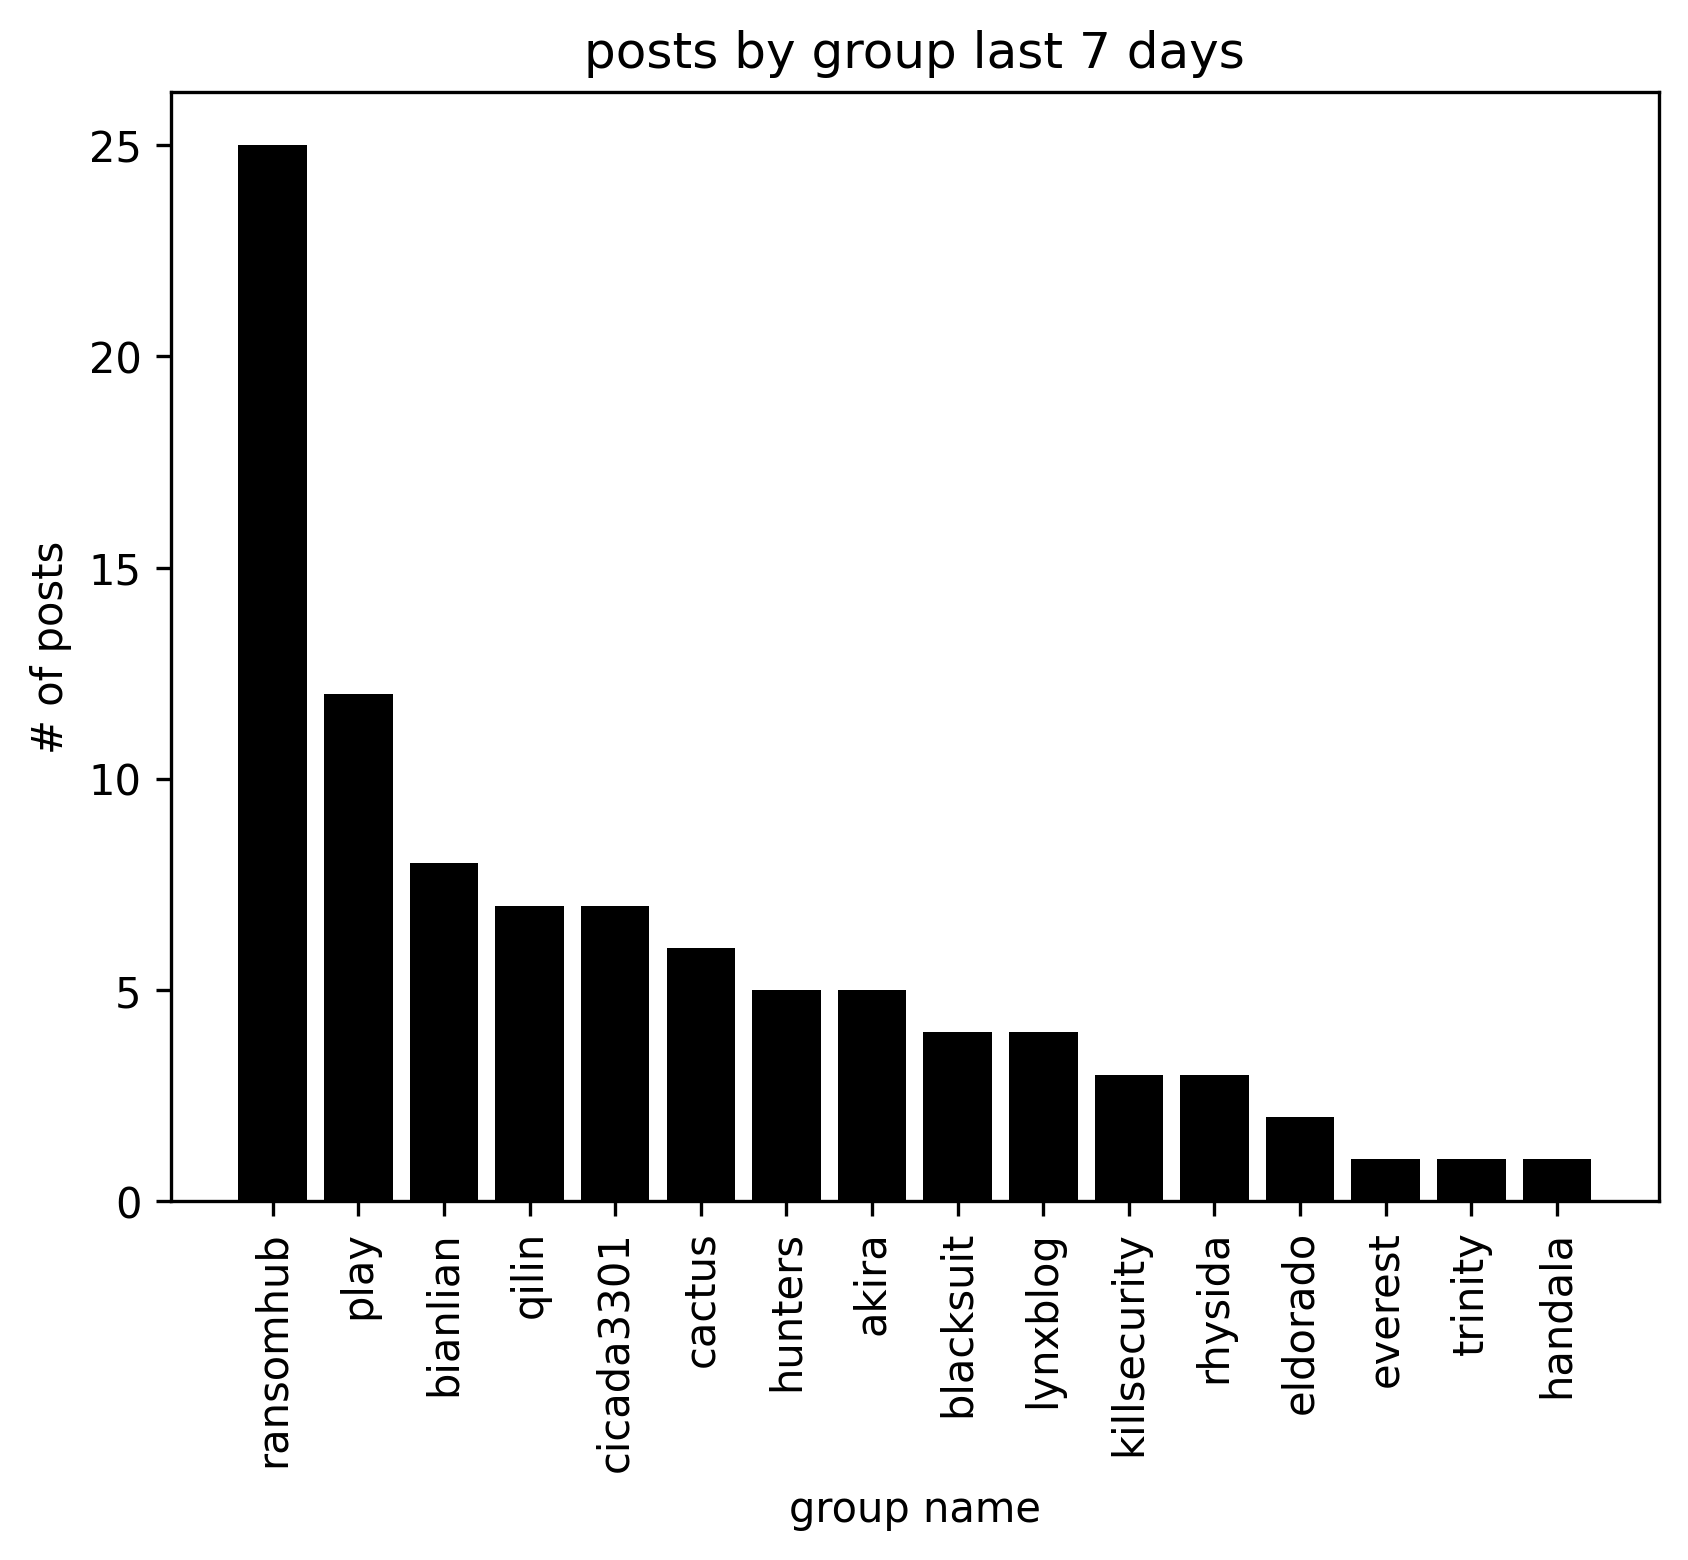 posts by group last 7 days
# of posts
25
20
15
10
5
0
ransomhub
play
bianlian
qilin
cicada3301
cactus
hunters
akira
blacksuit
lynxblog
killsecurity
rhysida
eldorado
everest
trinity
handala
group name